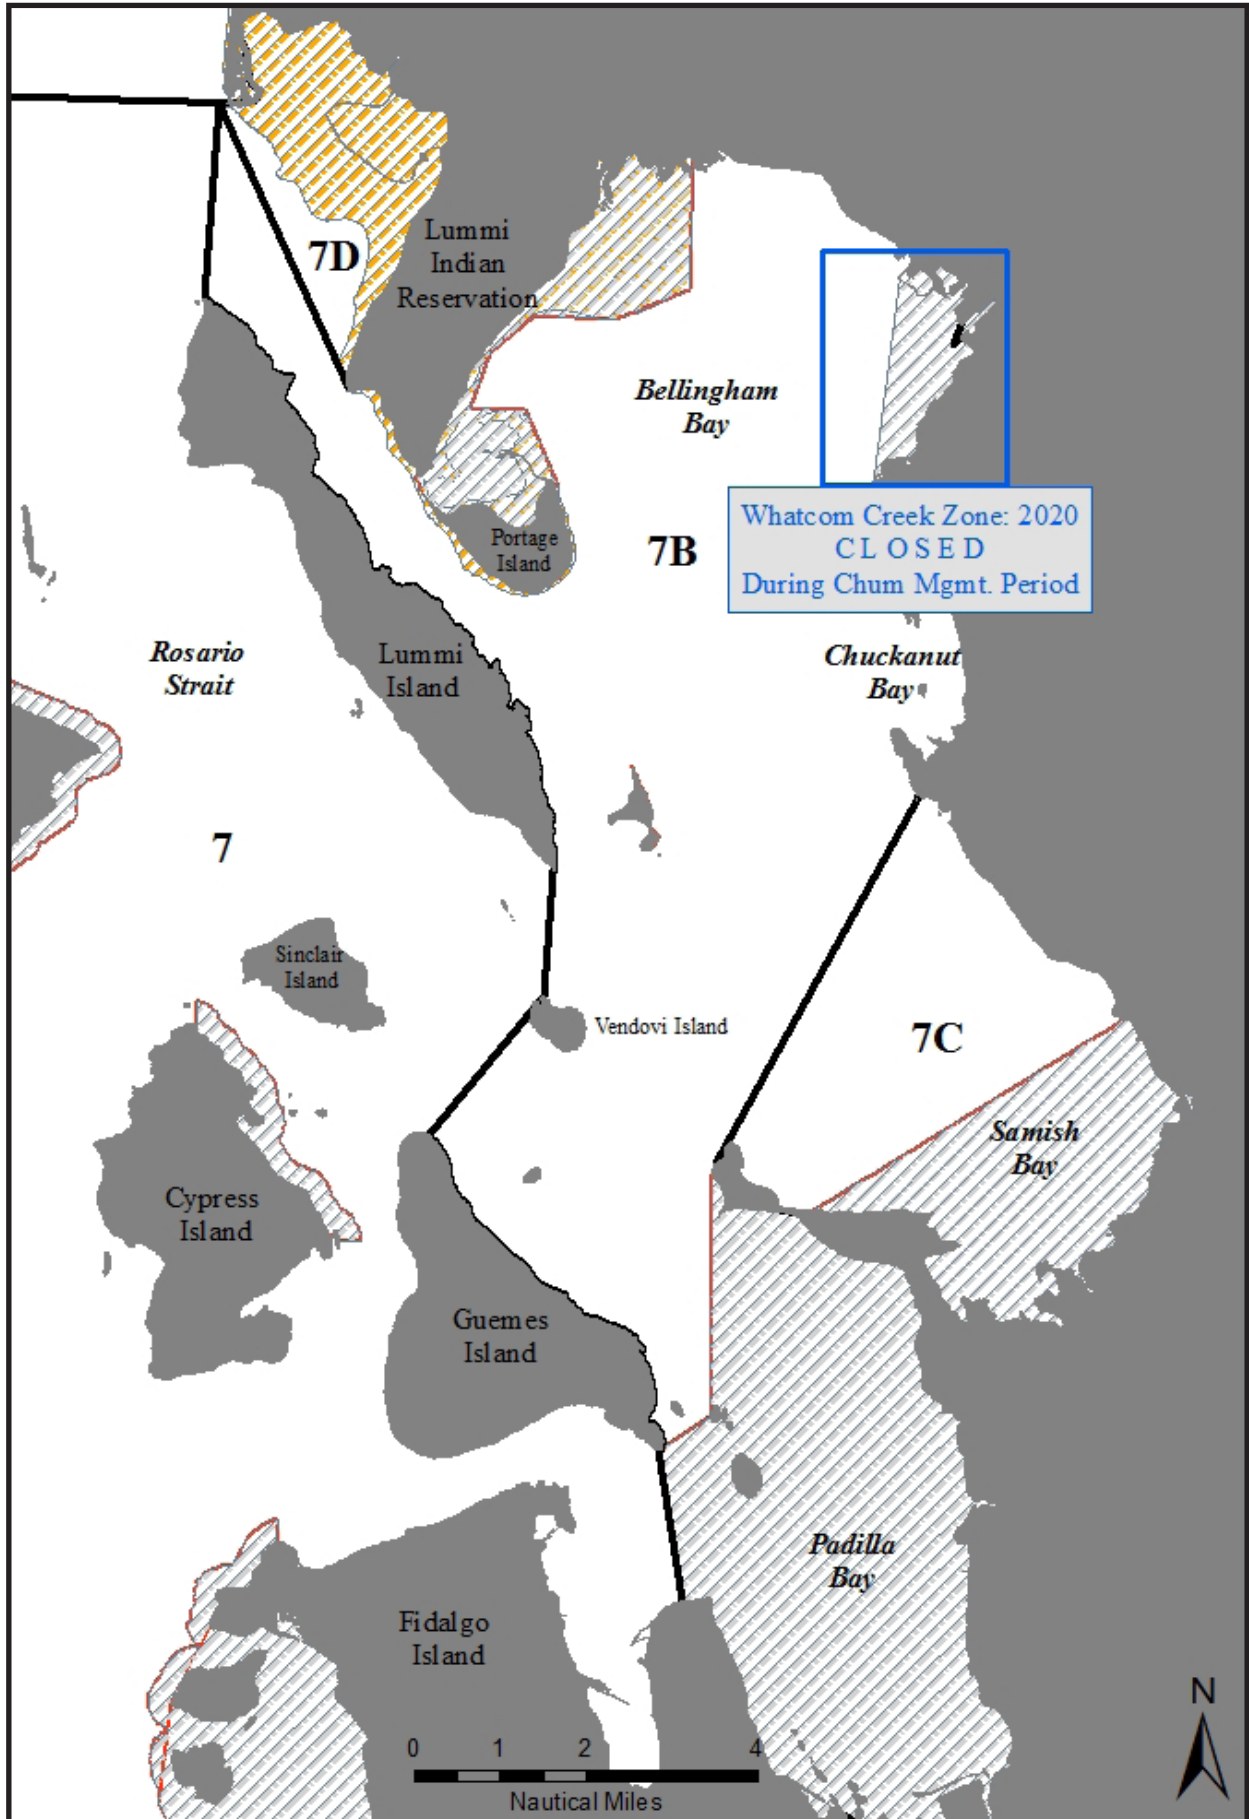 7D
Lummi
Indian
Reservation
Bellingham
Bay
Whatcom Creek Zone: 2020
CLOSED
During Chum Mgmt. Period
Portage
Island
7B
Rosario
Strait
Lummi
Island
Chuckanut
Bay
7
Sinclair
Island
Vendovi Island
7C
Samish
Bay
Cypress
Island
Guemes
Island
Padilla
Bay
Fidalgo
Island
N
0 1 2 4
Nautical Miles